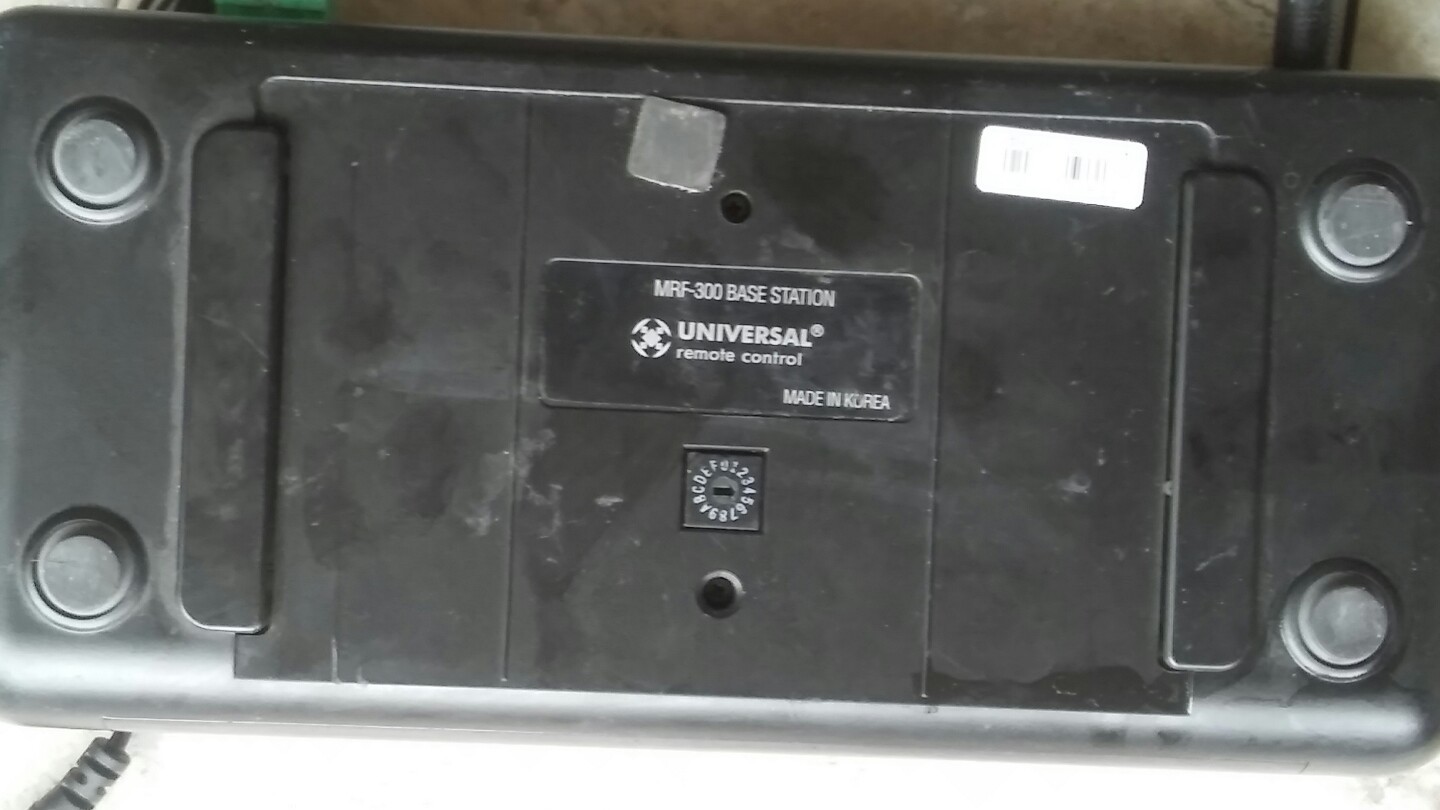 MRF-300 BASE STATION
UNIVERSAL®
remote control
MADE IN KOREA
0123456789ABCDEF